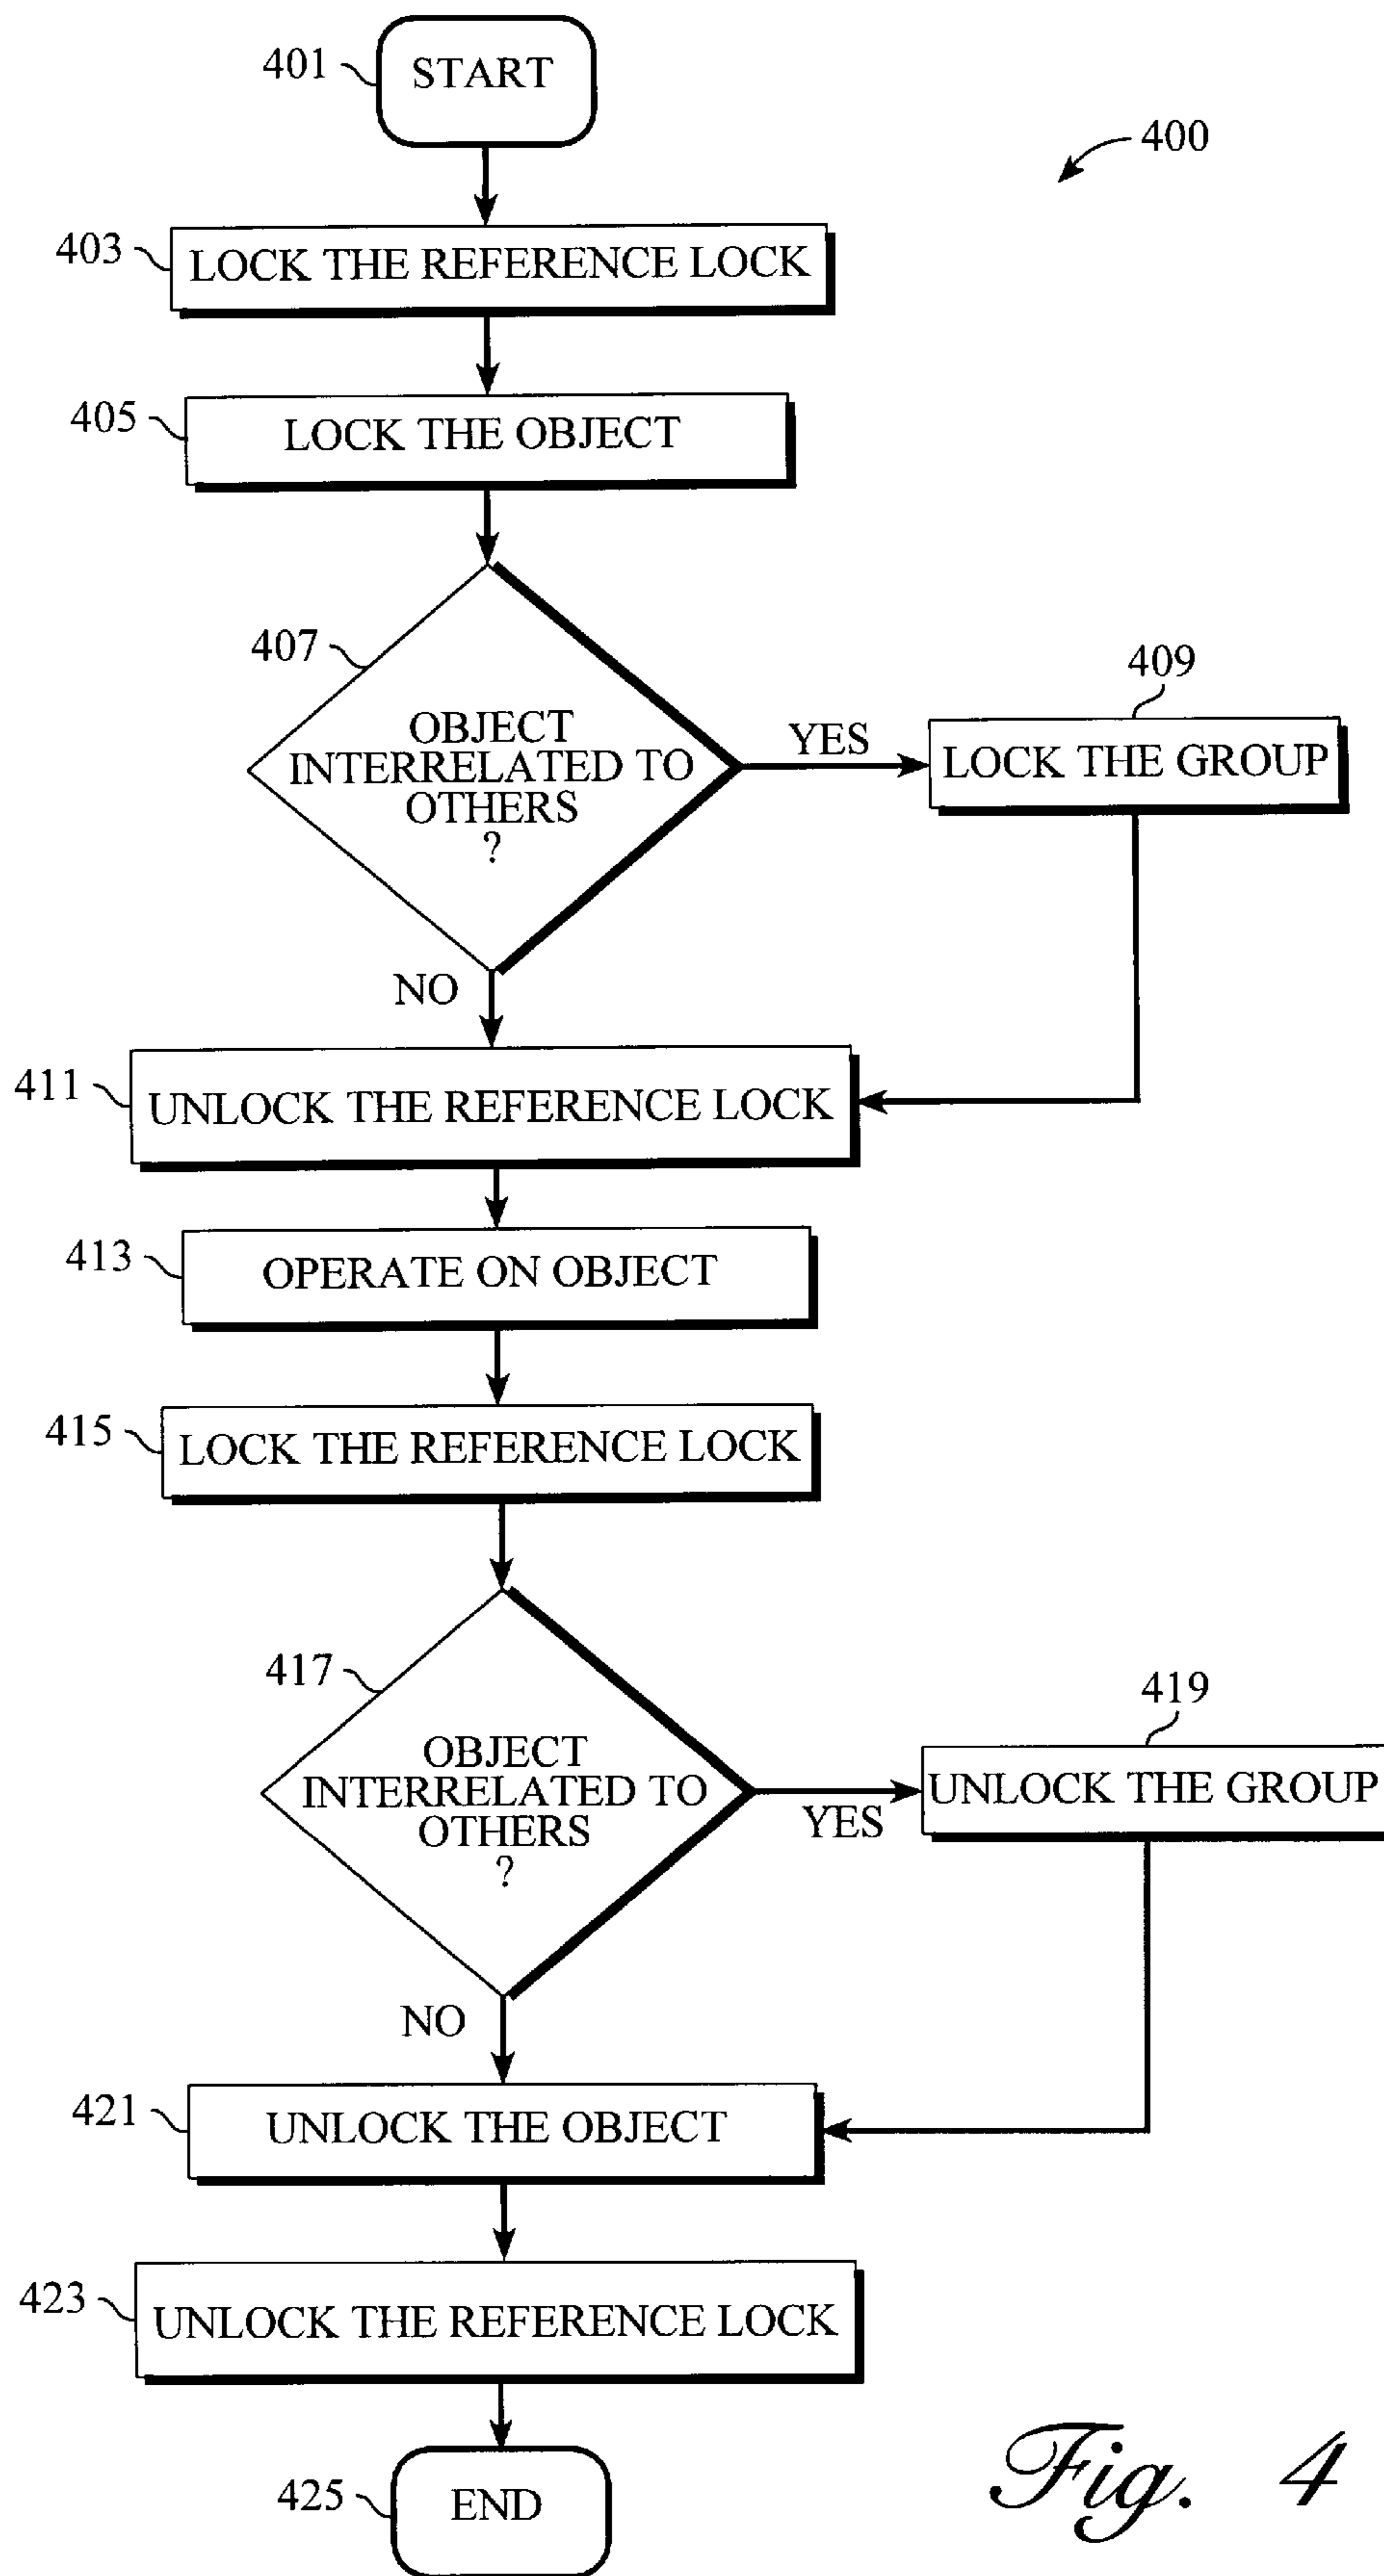 401
START
400
403
LOCK THE REFERENCE LOCK
405
LOCK THE OBJECT
407
OBJECT
INTERRELATED TO
OTHERS
?
YES
409
LOCK THE GROUP
NO
411
UNLOCK THE REFERENCE LOCK
413
OPERATE ON OBJECT
415
LOCK THE REFERENCE LOCK
417
OBJECT
INTERRELATED TO
OTHERS
?
YES
419
UNLOCK THE GROUP
NO
421
UNLOCK THE OBJECT
423
UNLOCK THE REFERENCE LOCK
425
END
Fig. 4